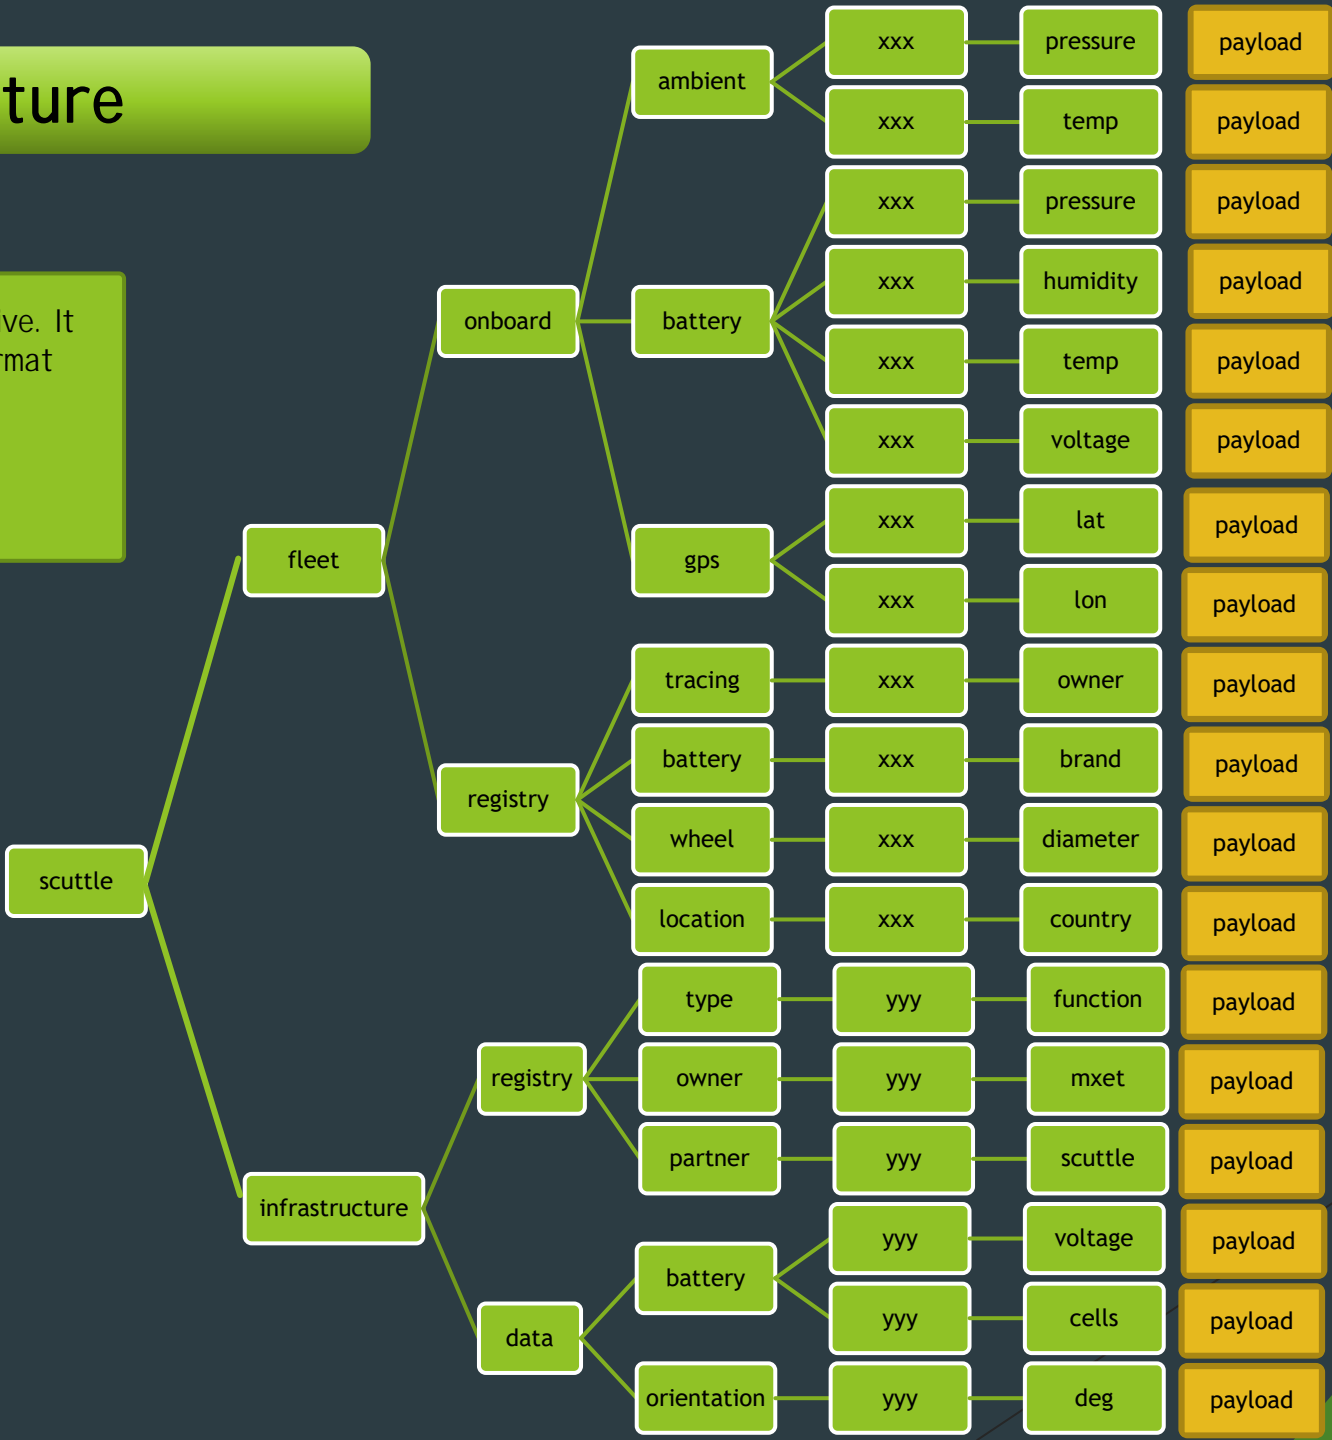 ture
ive. It
rmat
scuttle
fleet
infrastructure
onboard
registry
registry
data
ambient
battery
gps
tracing
battery
wheel
location
type
owner
partner
battery
orientation
xxx pressure payload
xxx temp payload
xxx pressure payload
xxx humidity payload
xxx temp payload
xxx voltage payload
xxx lat payload
xxx lon payload
xxx owner payload
xxx brand payload
xxx diameter payload
xxx country payload
yyy function payload
yyy mxet payload
yyy scuttle payload
yyy voltage payload
yyy cells payload
yyy deg payload